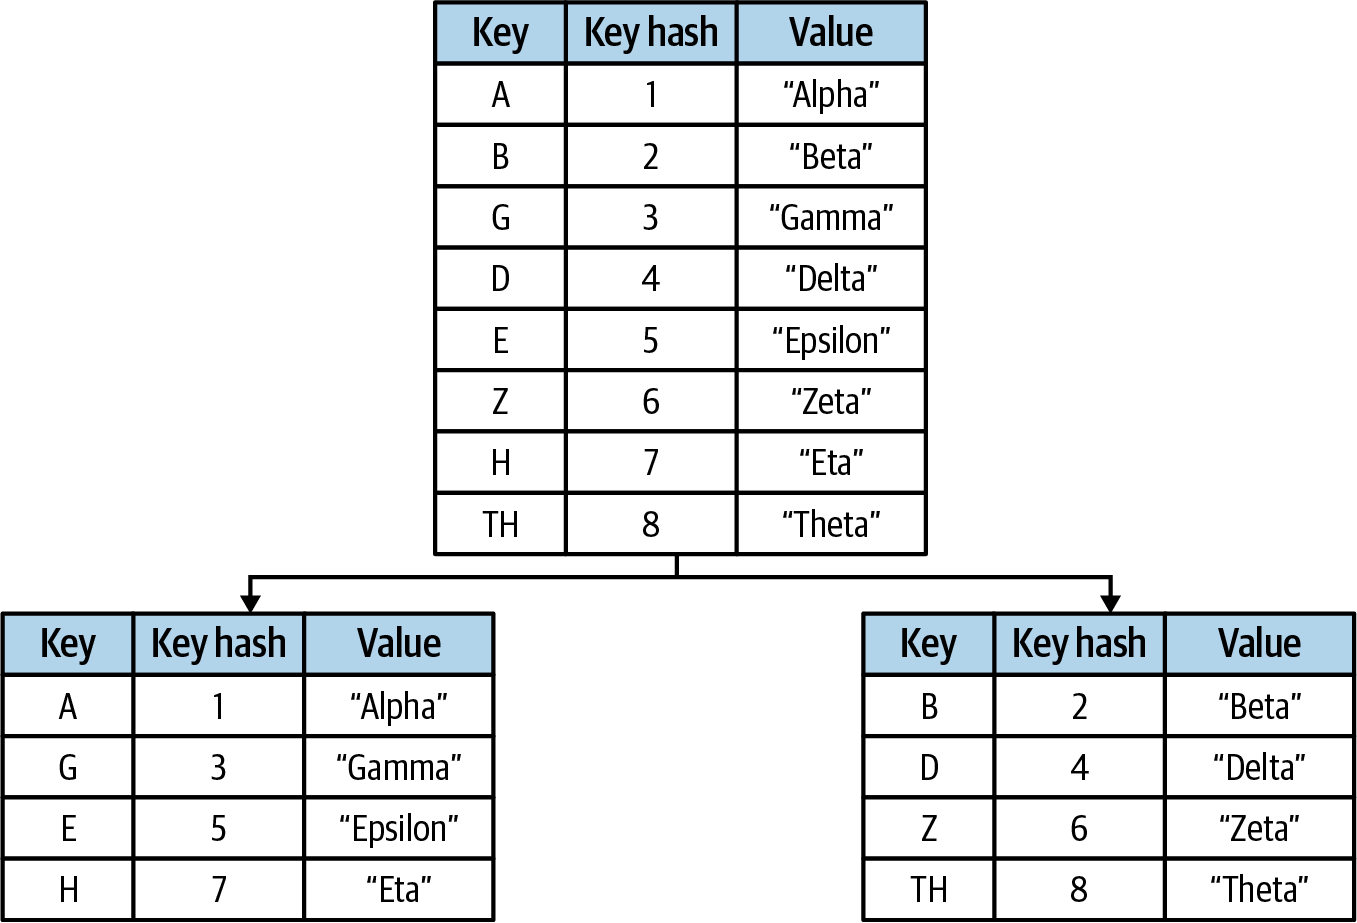 Key Key hash Value
A 1 “Alpha”
B 2 “Beta”
G 3 “Gamma”
D 4 “Delta”
E 5 “Epsilon”
Z 6 “Zeta”
H 7 “Eta”
TH 8 “Theta”
Key Key hash Value
A 1 “Alpha”
G 3 “Gamma”
E 5 “Epsilon”
H 7 “Eta”
Key Key hash Value
B 2 “Beta”
D 4 “Delta”
Z 6 “Zeta”
TH 8 “Theta”